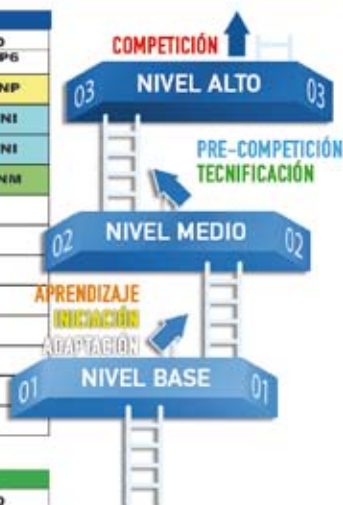 P6
NP
NI
NI
NM
COMPETICIÓN
03 NIVEL ALTO 03
PRE-COMPETICIÓN
TECNIFICACIÓN
02 NIVEL MEDIO 02
APRENDIZAJE
INICIACIÓN
ADAPTACIÓN
01 NIVEL BASE 01